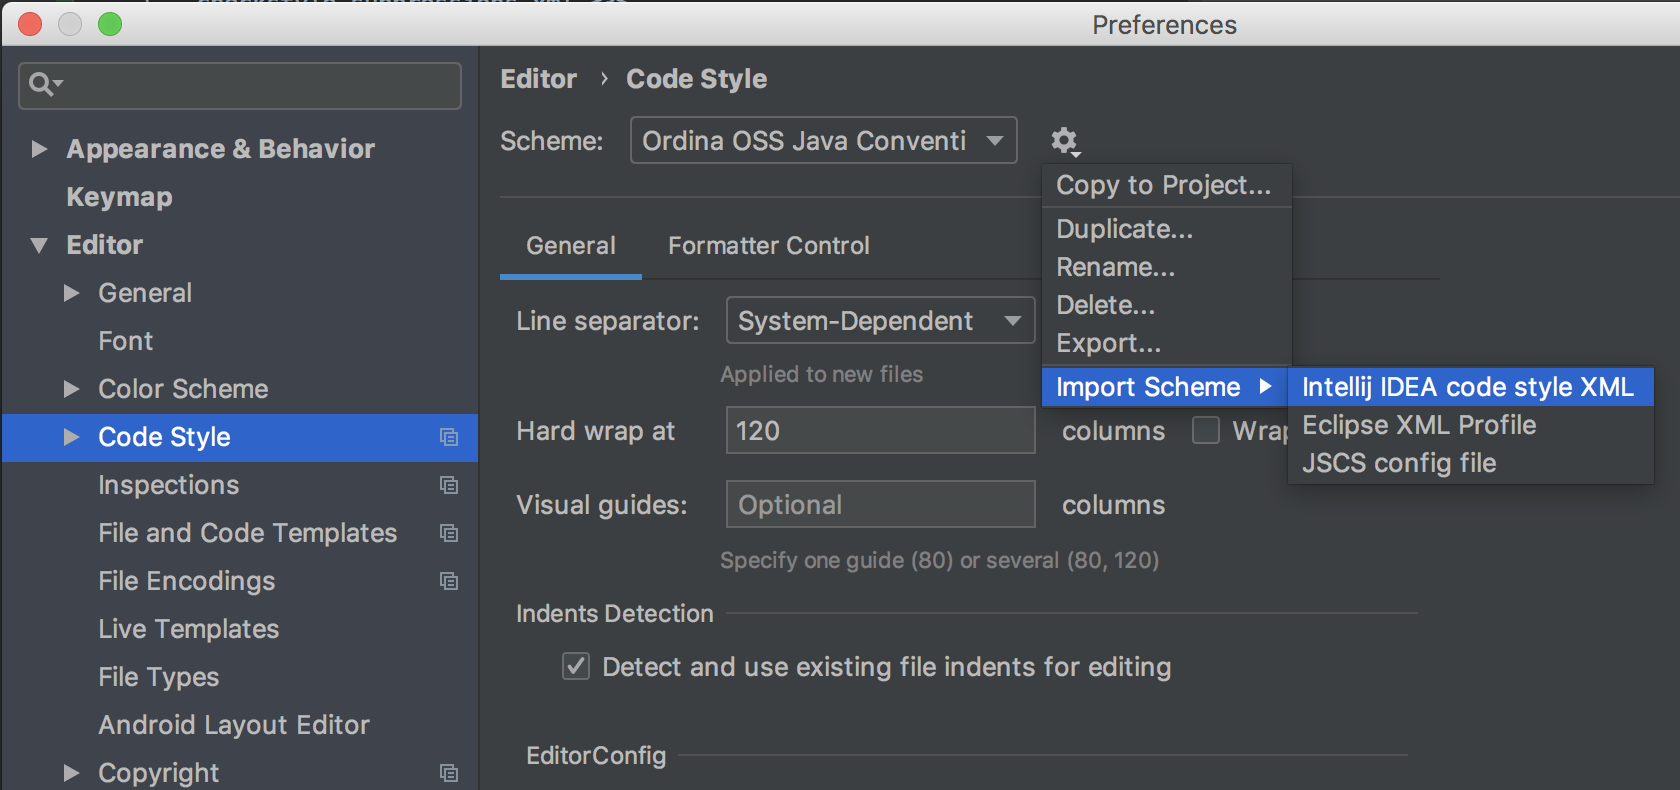 Preferences
Editor › Code Style
Scheme: Ordina OSS Java Conventi
Appearance & Behavior
Keymap
Editor
General
Font
Color Scheme
Code Style
Inspections
File and Code Templates
File Encodings
Live Templates
File Types
Android Layout Editor
Copyright
Copy to Project...
Duplicate...
Rename...
Delete...
Export...
Import Scheme
Intellij IDEA code style XML
Eclipse XML Profile
JSCS config file
General Formatter Control
Line separator: System-Dependent
Applied to new files
Hard wrap at 120 columns Wrap
Visual guides: Optional columns
Specify one guide (80) or several (80, 120)
Indents Detection
Detect and use existing file indents for editing
EditorConfig